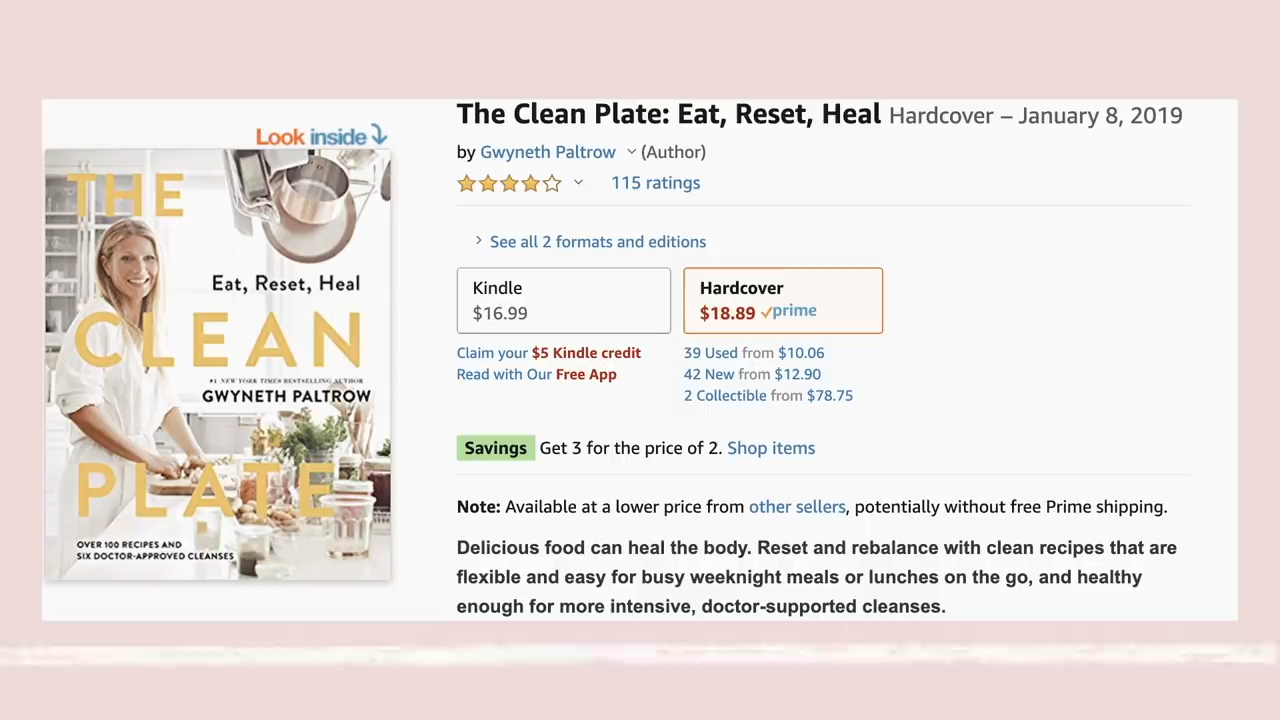 Look inside
THE
Eat, Reset, Heal
CLEAN
#1 NEW YORK TIMES BESTSELLING AUTHOR
GWYNETH PALTROW
PLATE
OVER 100 RECIPES AND
SIX DOCTOR-APPROVED CLEANSES
The Clean Plate: Eat, Reset, Heal Hardcover – January 8, 2019
by Gwyneth Paltrow (Author)
115 ratings
See all 2 formats and editions
Kindle
$16.99
Claim your $5 Kindle credit
Read with Our Free App
Hardcover
$18.89 prime
39 Used from $10.06
42 New from $12.90
2 Collectible from $78.75
Savings Get 3 for the price of 2. Shop items
Note: Available at a lower price from other sellers, potentially without free Prime shipping.
Delicious food can heal the body. Reset and rebalance with clean recipes that are
flexible and easy for busy weeknight meals or lunches on the go, and healthy
enough for more intensive, doctor-supported cleanses.